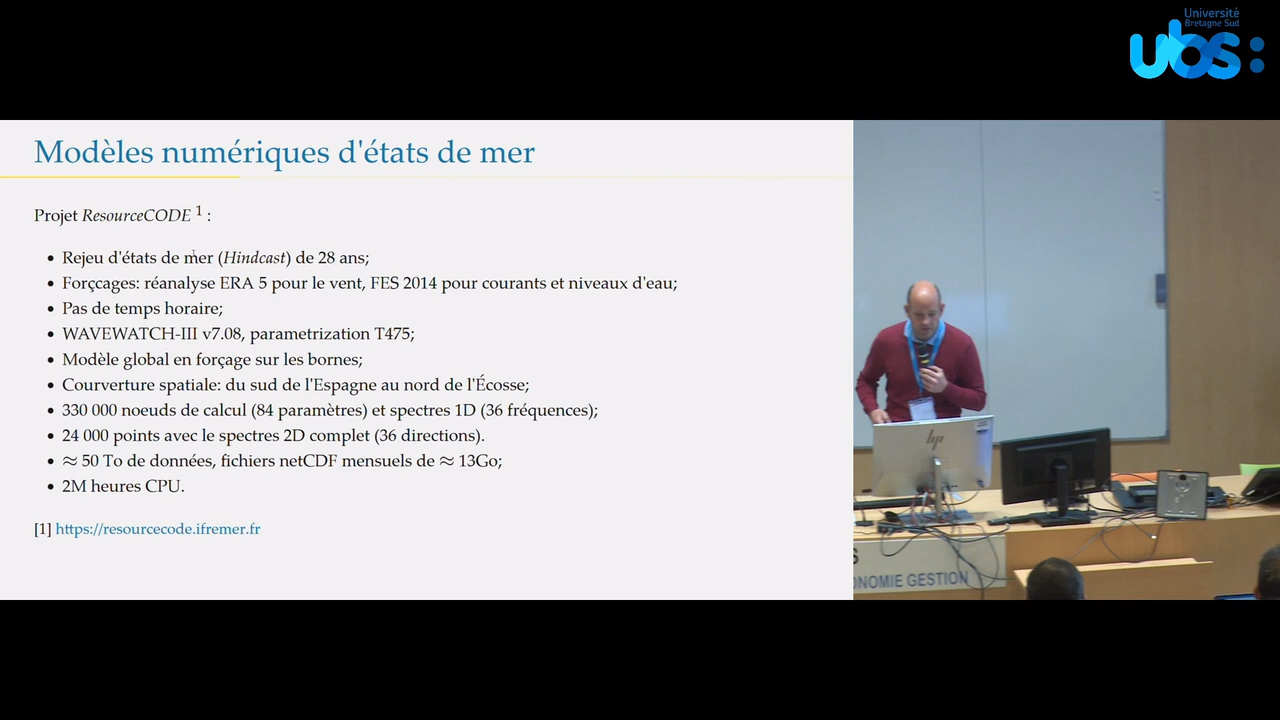 Université
Bretagne Sud
ubs:
Modèles numériques d'états de mer
Projet ResourceCODE 1 :
• Rejeu d'états de mer (Hindcast) de 28 ans;
• Forçcages: réanalyse ERA 5 pour le vent, FES 2014 pour courants et niveaux d'eau;
• Pas de temps horaire;
• WAVEWATCH-III v7.08, parametrization T475;
• Modèle global en forçage sur les bornes;
• Courverture spatiale: du sud de l'Espagne au nord de l'Écosse;
• 330 000 noeuds de calcul (84 paramètres) et spectres 1D (36 fréquences);
• 24 000 points avec le spectres 2D complet (36 directions).
• ≈ 50 To de données, fichiers netCDF mensuels de ≈ 13Go;
• 2M heures CPU.
[1] https://resourcecode.ifremer.fr
hp
S
ONOMIE GESTION